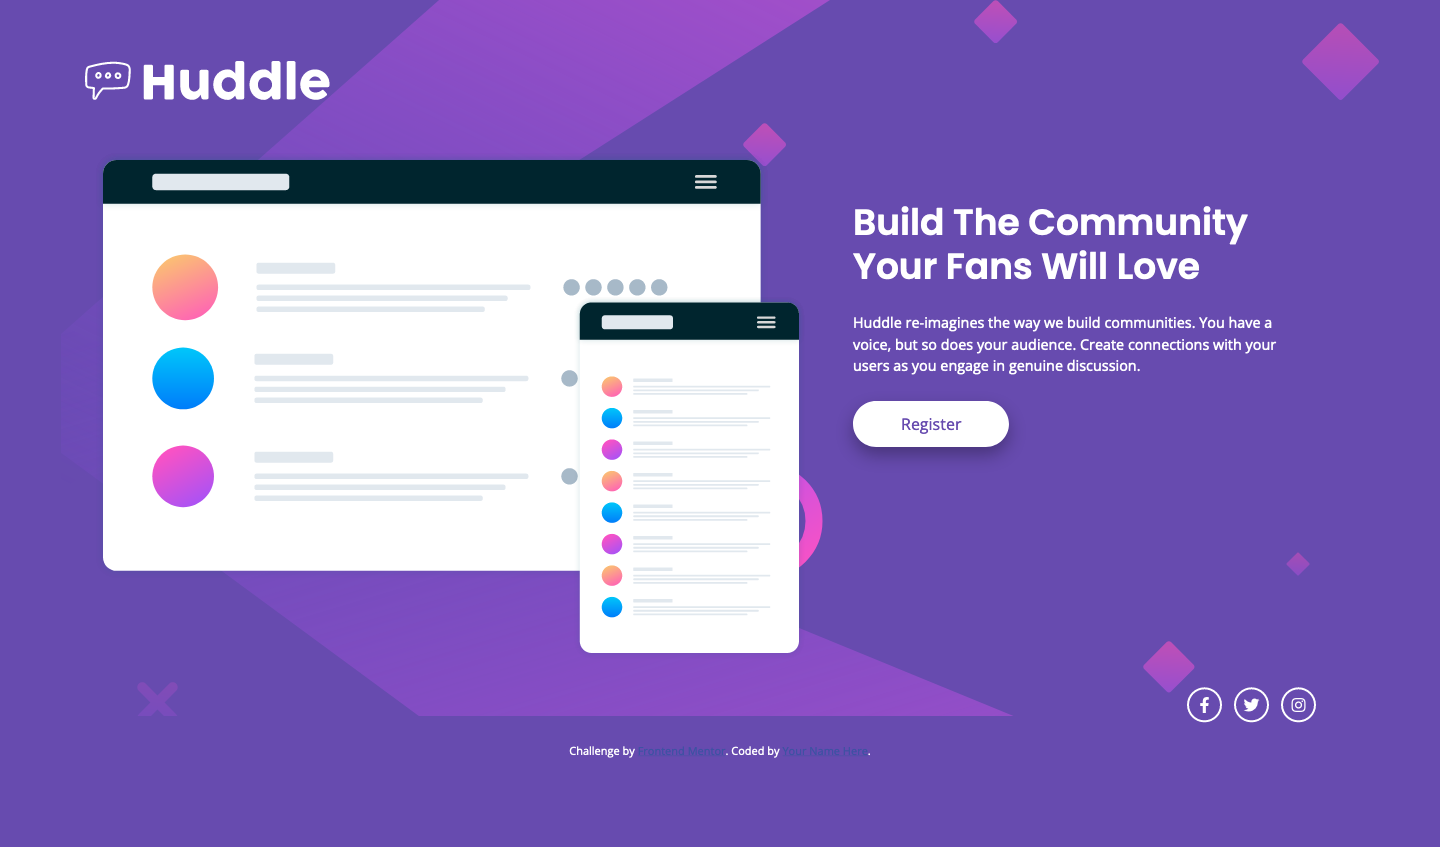 Huddle
Build The Community
Your Fans Will Love
Huddle re-imagines the way we build communities. You have a
voice, but so does your audience. Create connections with your
users as you engage in genuine discussion.
Register
Challenge by Frontend Mentor. Coded by Your Name Here.